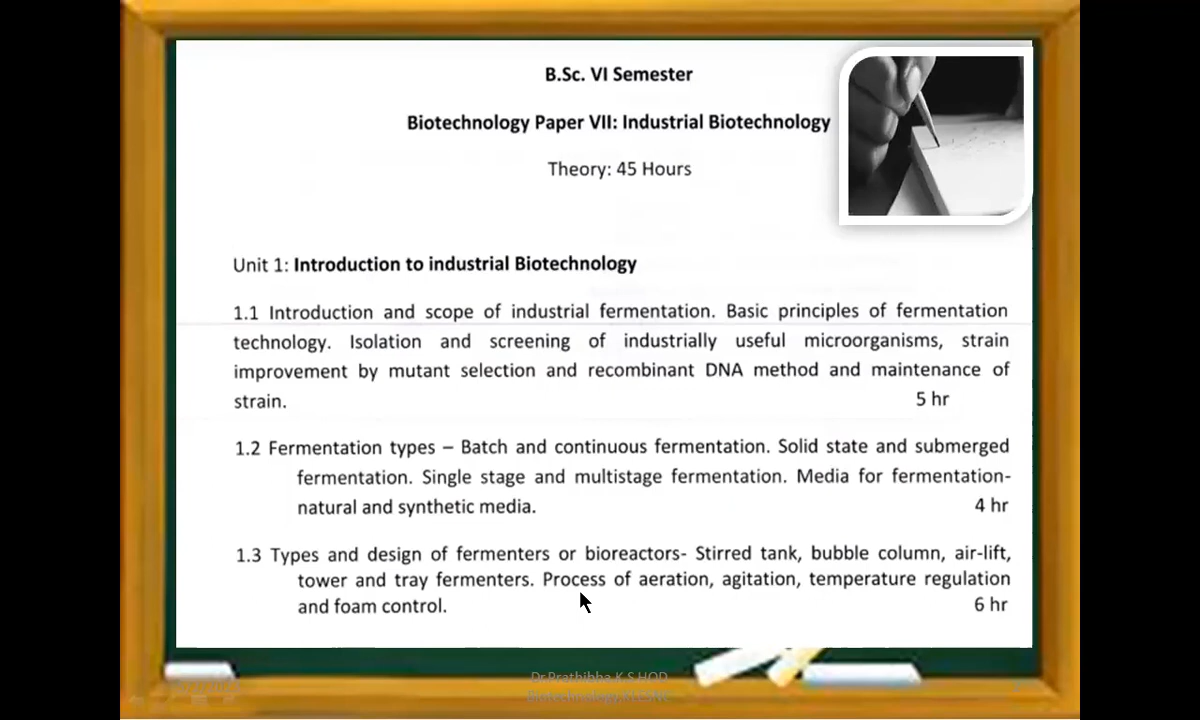 B.Sc. VI Semester
Biotechnology Paper VII: Industrial Biotechnology
Theory: 45 Hours
Unit 1: Introduction to industrial Biotechnology
1.1 Introduction and scope of industrial fermentation. Basic principles of fermentation
technology. Isolation and screening of industrially useful microorganisms, strain
improvement by mutant selection and recombinant DNA method and maintenance of
strain. 5 hr
1.2 Fermentation types – Batch and continuous fermentation. Solid state and submerged
fermentation. Single stage and multistage fermentation. Media for fermentation-
natural and synthetic media. 4 hr
1.3 Types and design of fermenters or bioreactors- Stirred tank, bubble column, air-lift,
tower and tray fermenters. Process of aeration, agitation, temperature regulation
and foam control. 6 hr
Dr.Prathibha K S HOD
Biotechnology